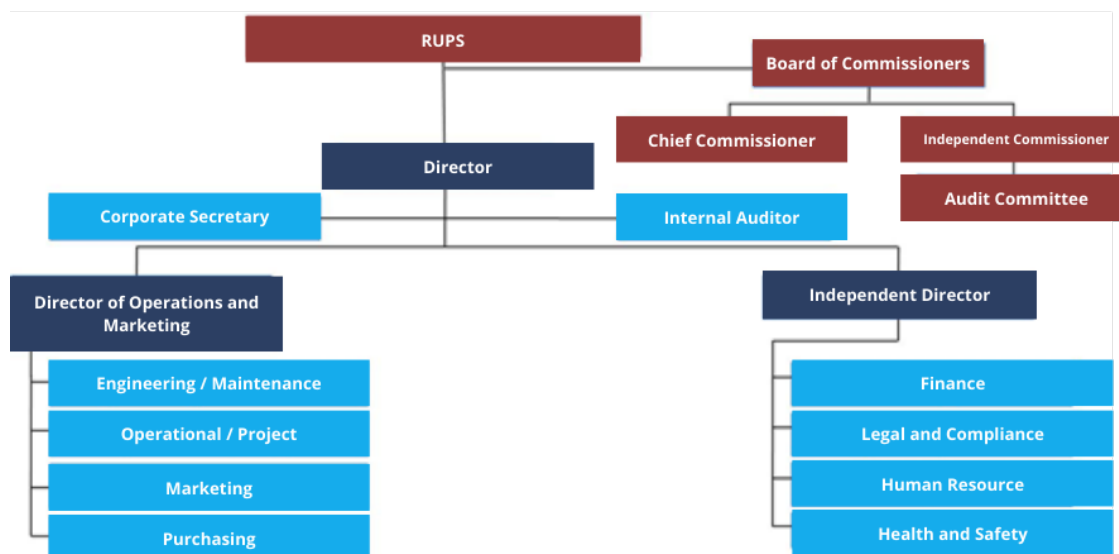 RUPS
Board of Commissioners
Chief Commissioner
Independent Commissioner
Director
Audit Committee
Corporate Secretary
Internal Auditor
Director of Operations and
Marketing
Independent Director
Engineering / Maintenance
Finance
Operational / Project
Legal and Compliance
Marketing
Human Resource
Purchasing
Health and Safety